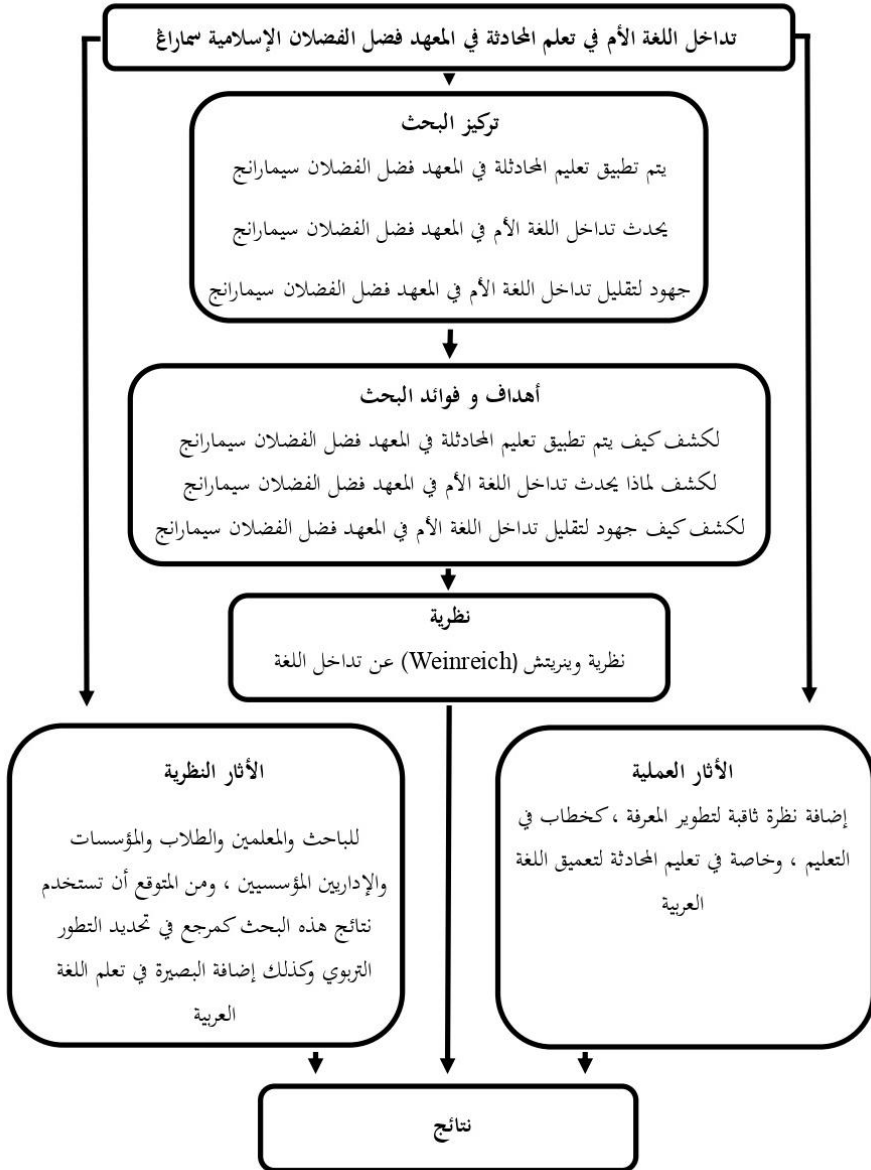 تداخل اللغة الأم في تعلم المحادثة في المعهد فضل الفضلان الإسلامية سماراغ
تركيز البحث
يتم تطبيق تعليم المحادثلة في المعهد فضل الفضلان سيمارانج
يحدث تداخل اللغة الأم في المعهد فضل الفضلان سيمارانج
جهود لتقليل تداخل اللغة الأم في المعهد فضل الفضلان سيمارانج
أهداف و فوائد البحث
لكشف كيف يتم تطبيق تعليم المحادثلة في المعهد فضل الفضلان سيمارانج
لكشف لماذا يحدث تداخل اللغة الأم في المعهد فضل الفضلان سيمارانج
لكشف كيف جهود لتقليل تداخل اللغة الأم في المعهد فضل الفضلان سيمارانج
نظرية
نظرية وينريتش (Weinreich) عن تداخل اللغة
الأثار العملية
إضافة نظرة ثاقبة لتطوير المعرفة ، كخطاب في
التعليم ، وخاصة في تعليم المحادثة لتعميق اللغة
العربية
الأثار النظرية
للباحث والمعلمين والطلاب والمؤسسات
والإداريين المؤسسيين ، ومن المتوقع أن تستخدم
نتائج هذه البحث كمرجع في تحديد التطور
التربوي وكذلك إضافة البصيرة في تعلم اللغة
العربية
نتائج